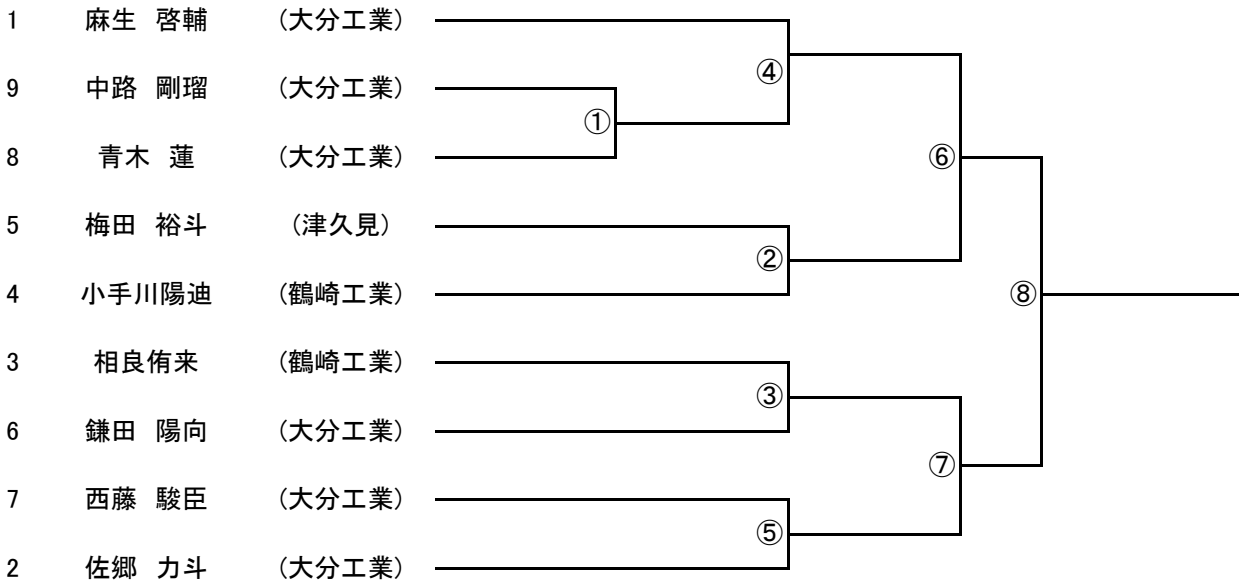 1 麻生 啓輔 (大分工業)
④
9 中路 剛瑠 (大分工業)
①
8 青木 蓮 (大分工業)
⑥
5 梅田 裕斗 (津久見)
②
4 小手川陽迪 (鶴崎工業)
⑧
3 相良侑来 (鶴崎工業)
③
6 鎌田 陽向 (大分工業)
⑦
7 西藤 駿臣 (大分工業)
⑤
2 佐郷 力斗 (大分工業)